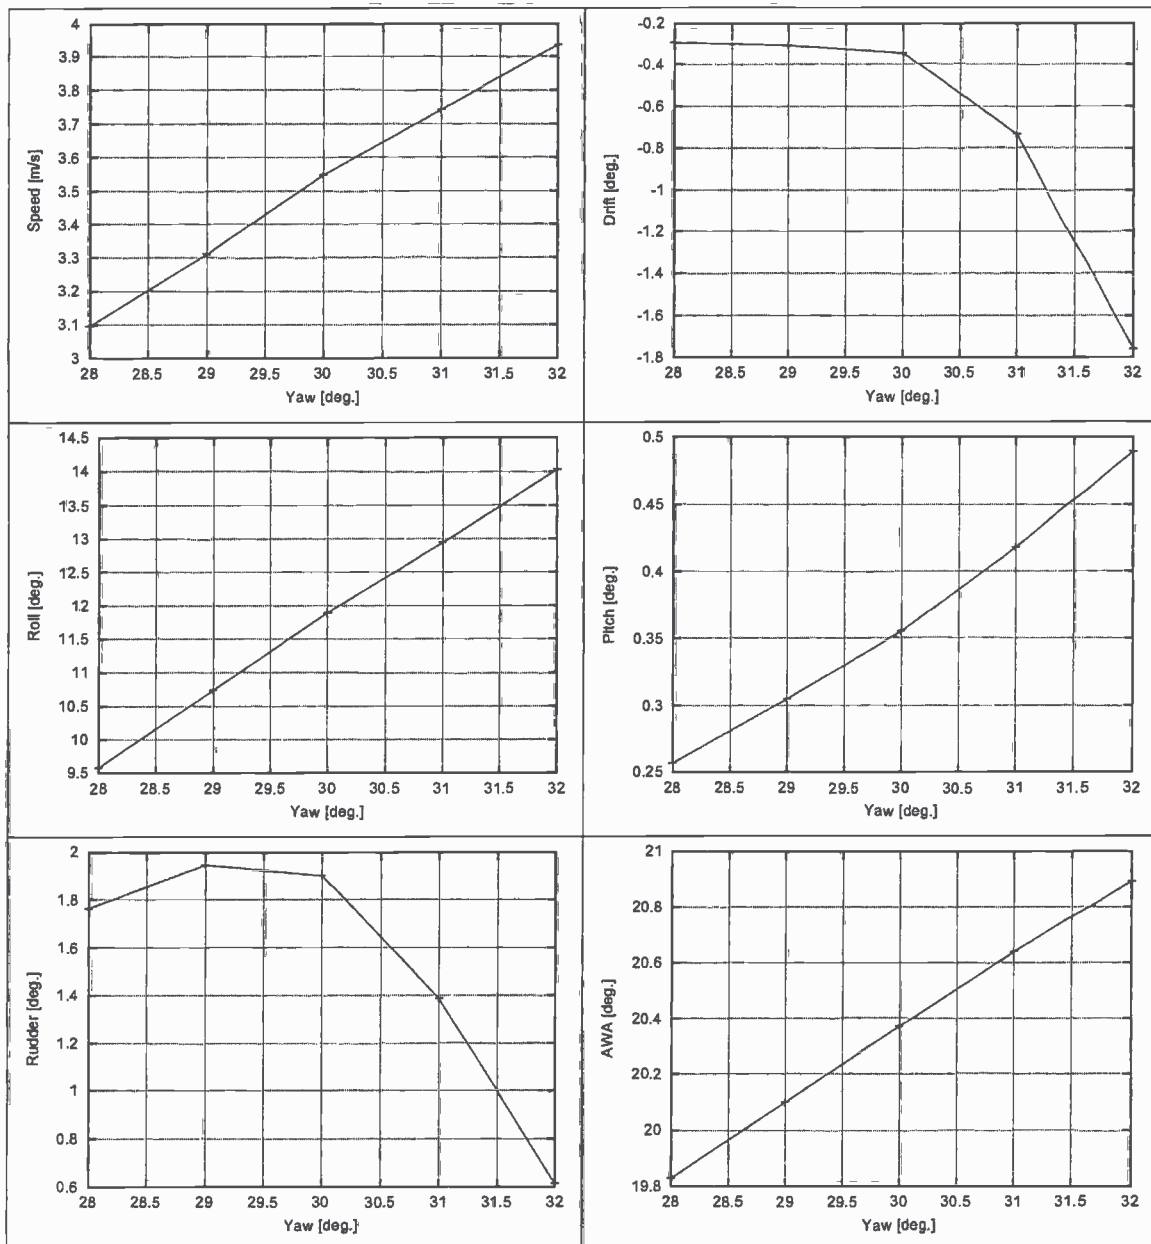 4
3.9
3.8
3.7
3.6
3.5
3.4
3.3
3.2
3.1
3
Speed [m/s]
28 28.5 29 29.5 30 30.5 31 31.5 32
Yaw [deg.]
-0.2
-0.4
-0.6
-0.8
-1
-1.2
-1.4
-1.6
-1.8
Drift [deg.]
28 28.5 29 29.5 30 30.5 31 31.5 32
Yaw [deg.]
14.5
14
13.5
13
12.5
12
11.5
11
10.5
10
9.5
Roll [deg.]
28 28.5 29 29.5 30 30.5 31 31.5 32
Yaw [deg.]
0.5
0.45
0.4
0.35
0.3
0.25
Pitch [deg.]
28 28.5 29 29.5 30 30.5 31 31.5 32
Yaw [deg.]
2
1.8
1.6
1.4
1.2
1
0.8
0.6
Rudder [deg.]
28 28.5 29 29.5 30 30.5 31 31.5 32
Yaw [deg.]
21
20.8
20.6
20.4
20.2
20
19.8
AWA [deg.]
28 28.5 29 29.5 30 30.5 31 31.5 32
Yaw [deg.]